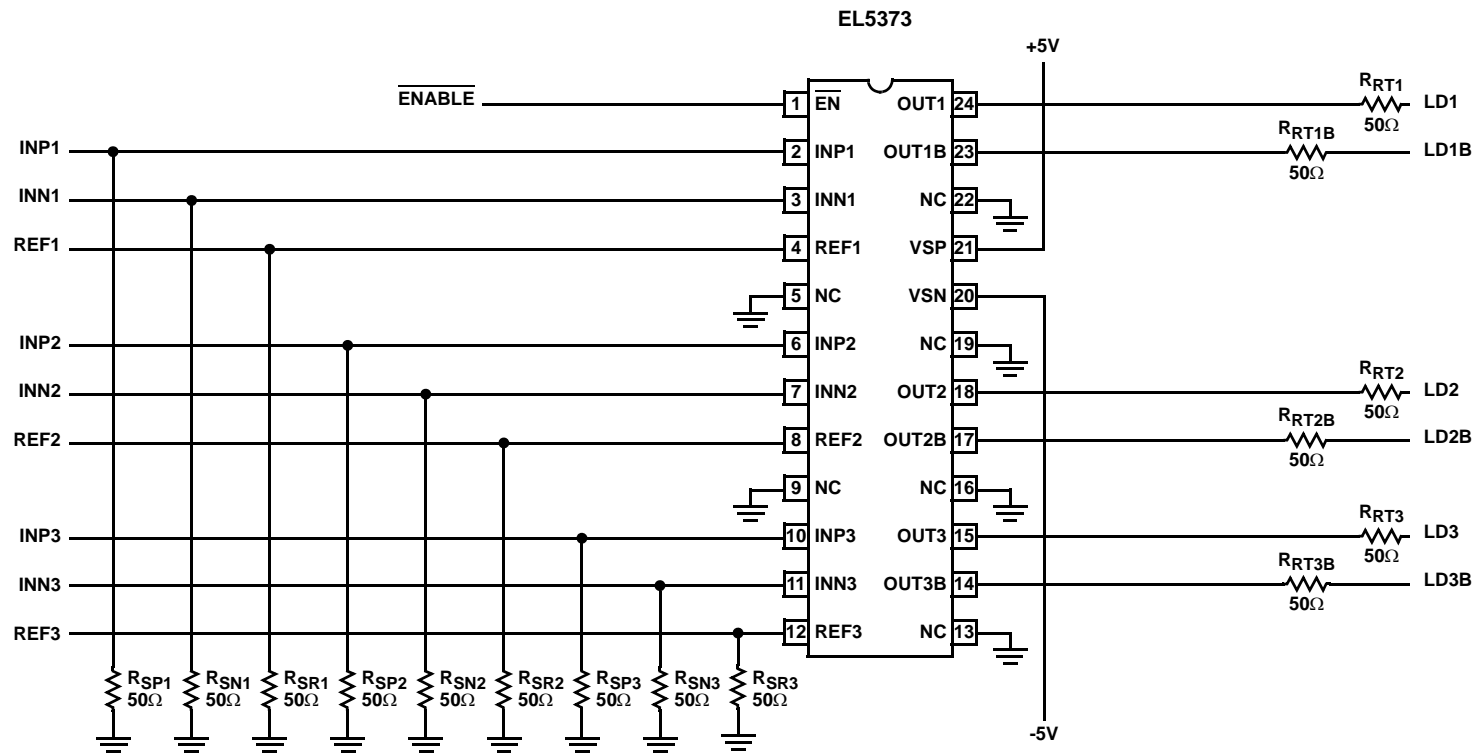 EL5373
+5V
ENABLE
1 EN OUT1 24
RRT1
50Ω
LD1
INP1
2 INP1 OUT1B 23
RRT1B
50Ω
LD1B
INN1
3 INN1 NC 22
REF1
4 REF1 VSP 21
5 NC VSN 20
INP2
6 INP2 NC 19
INN2
7 INN2 OUT2 18
RRT2
50Ω
LD2
REF2
8 REF2 OUT2B 17
RRT2B
50Ω
LD2B
9 NC NC 16
INP3
10 INP3 OUT3 15
RRT3
50Ω
LD3
INN3
11 INN3 OUT3B 14
RRT3B
50Ω
LD3B
REF3
12 REF3 NC 13
RSP1 RSN1 RSR1 RSP2 RSN2 RSR2 RSP3 RSN3 RSR3
50Ω 50Ω 50Ω 50Ω 50Ω 50Ω 50Ω 50Ω 50Ω
-5V